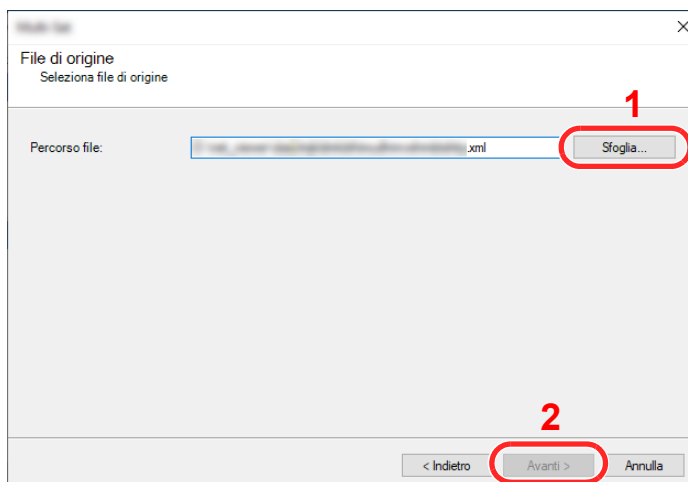 File di origine
Seleziona file di origine
1
Percorso file: .xml Sfoglia...
2
< Indietro Avanti > Annulla